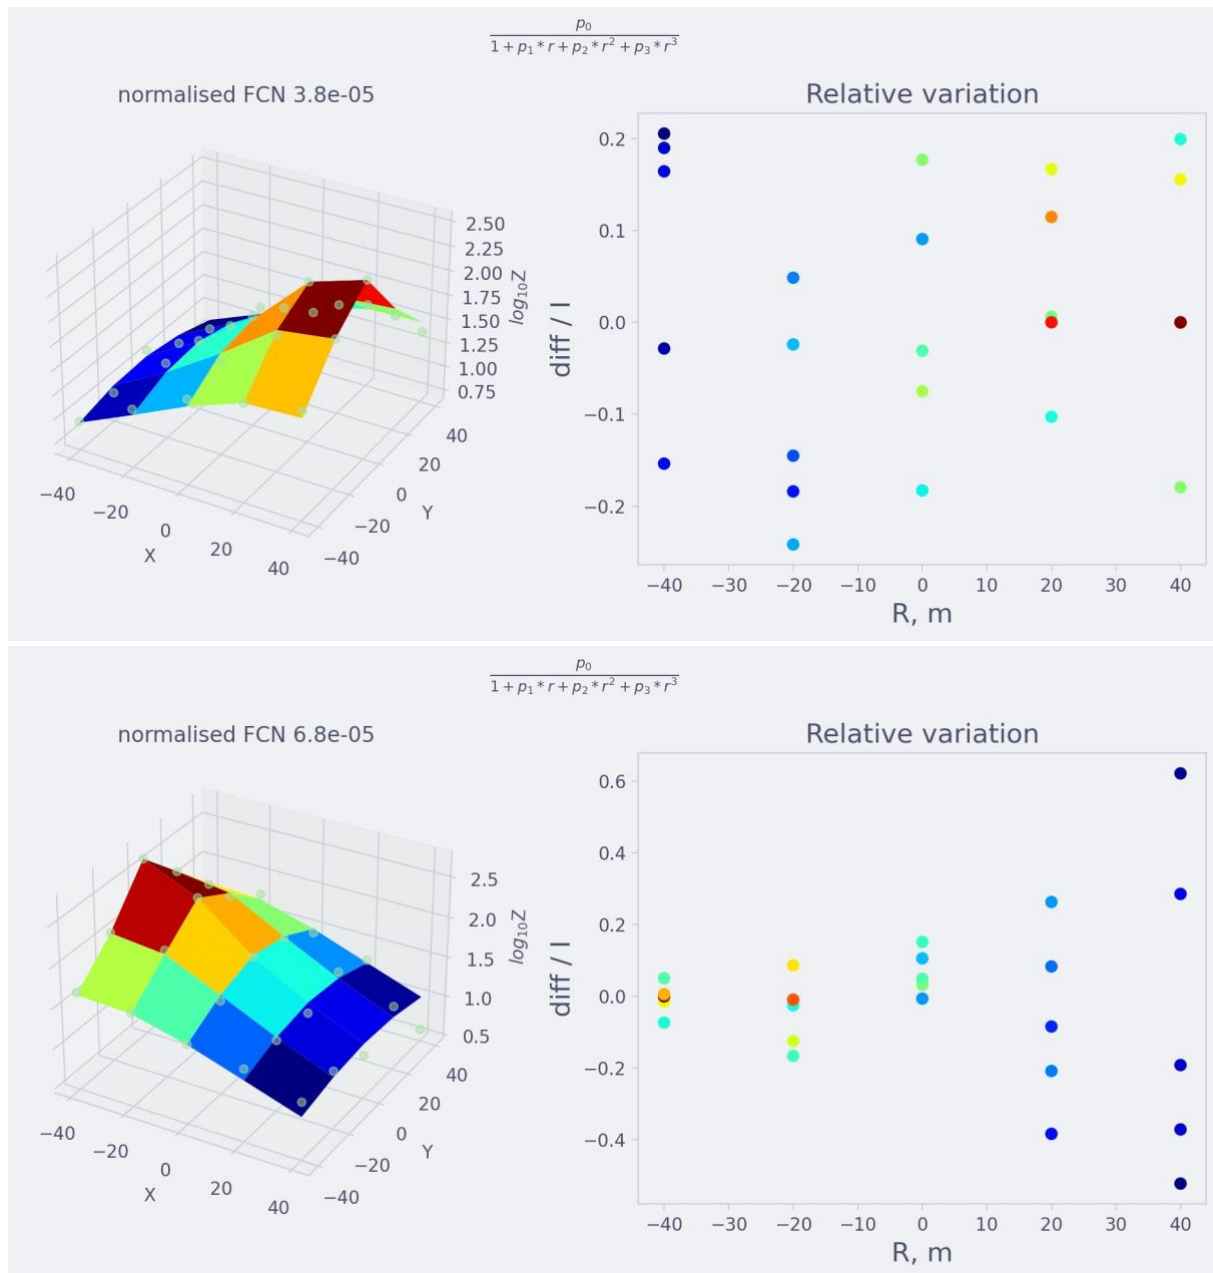 p₀
1 + p₁ * r + p₂ * r² + p₃ * r³
normalised FCN 3.8e-05
Relative variation
2.50
2.25
2.00
1.75
1.50
1.25
1.00
0.75
log₁₀Z
−40
−20
0
20
40
X
−40
−20
0
20
40
Y
0.2
0.1
0.0
−0.1
−0.2
diff / I
−40 −30 −20 −10 0 10 20 30 40
R, m
p₀
1 + p₁ * r + p₂ * r² + p₃ * r³
normalised FCN 6.8e-05
Relative variation
2.5
2.0
1.5
1.0
0.5
log₁₀Z
−40
−20
0
20
40
X
−40
−20
0
20
40
Y
0.6
0.4
0.2
0.0
−0.2
−0.4
diff / I
−40 −30 −20 −10 0 10 20 30 40
R, m